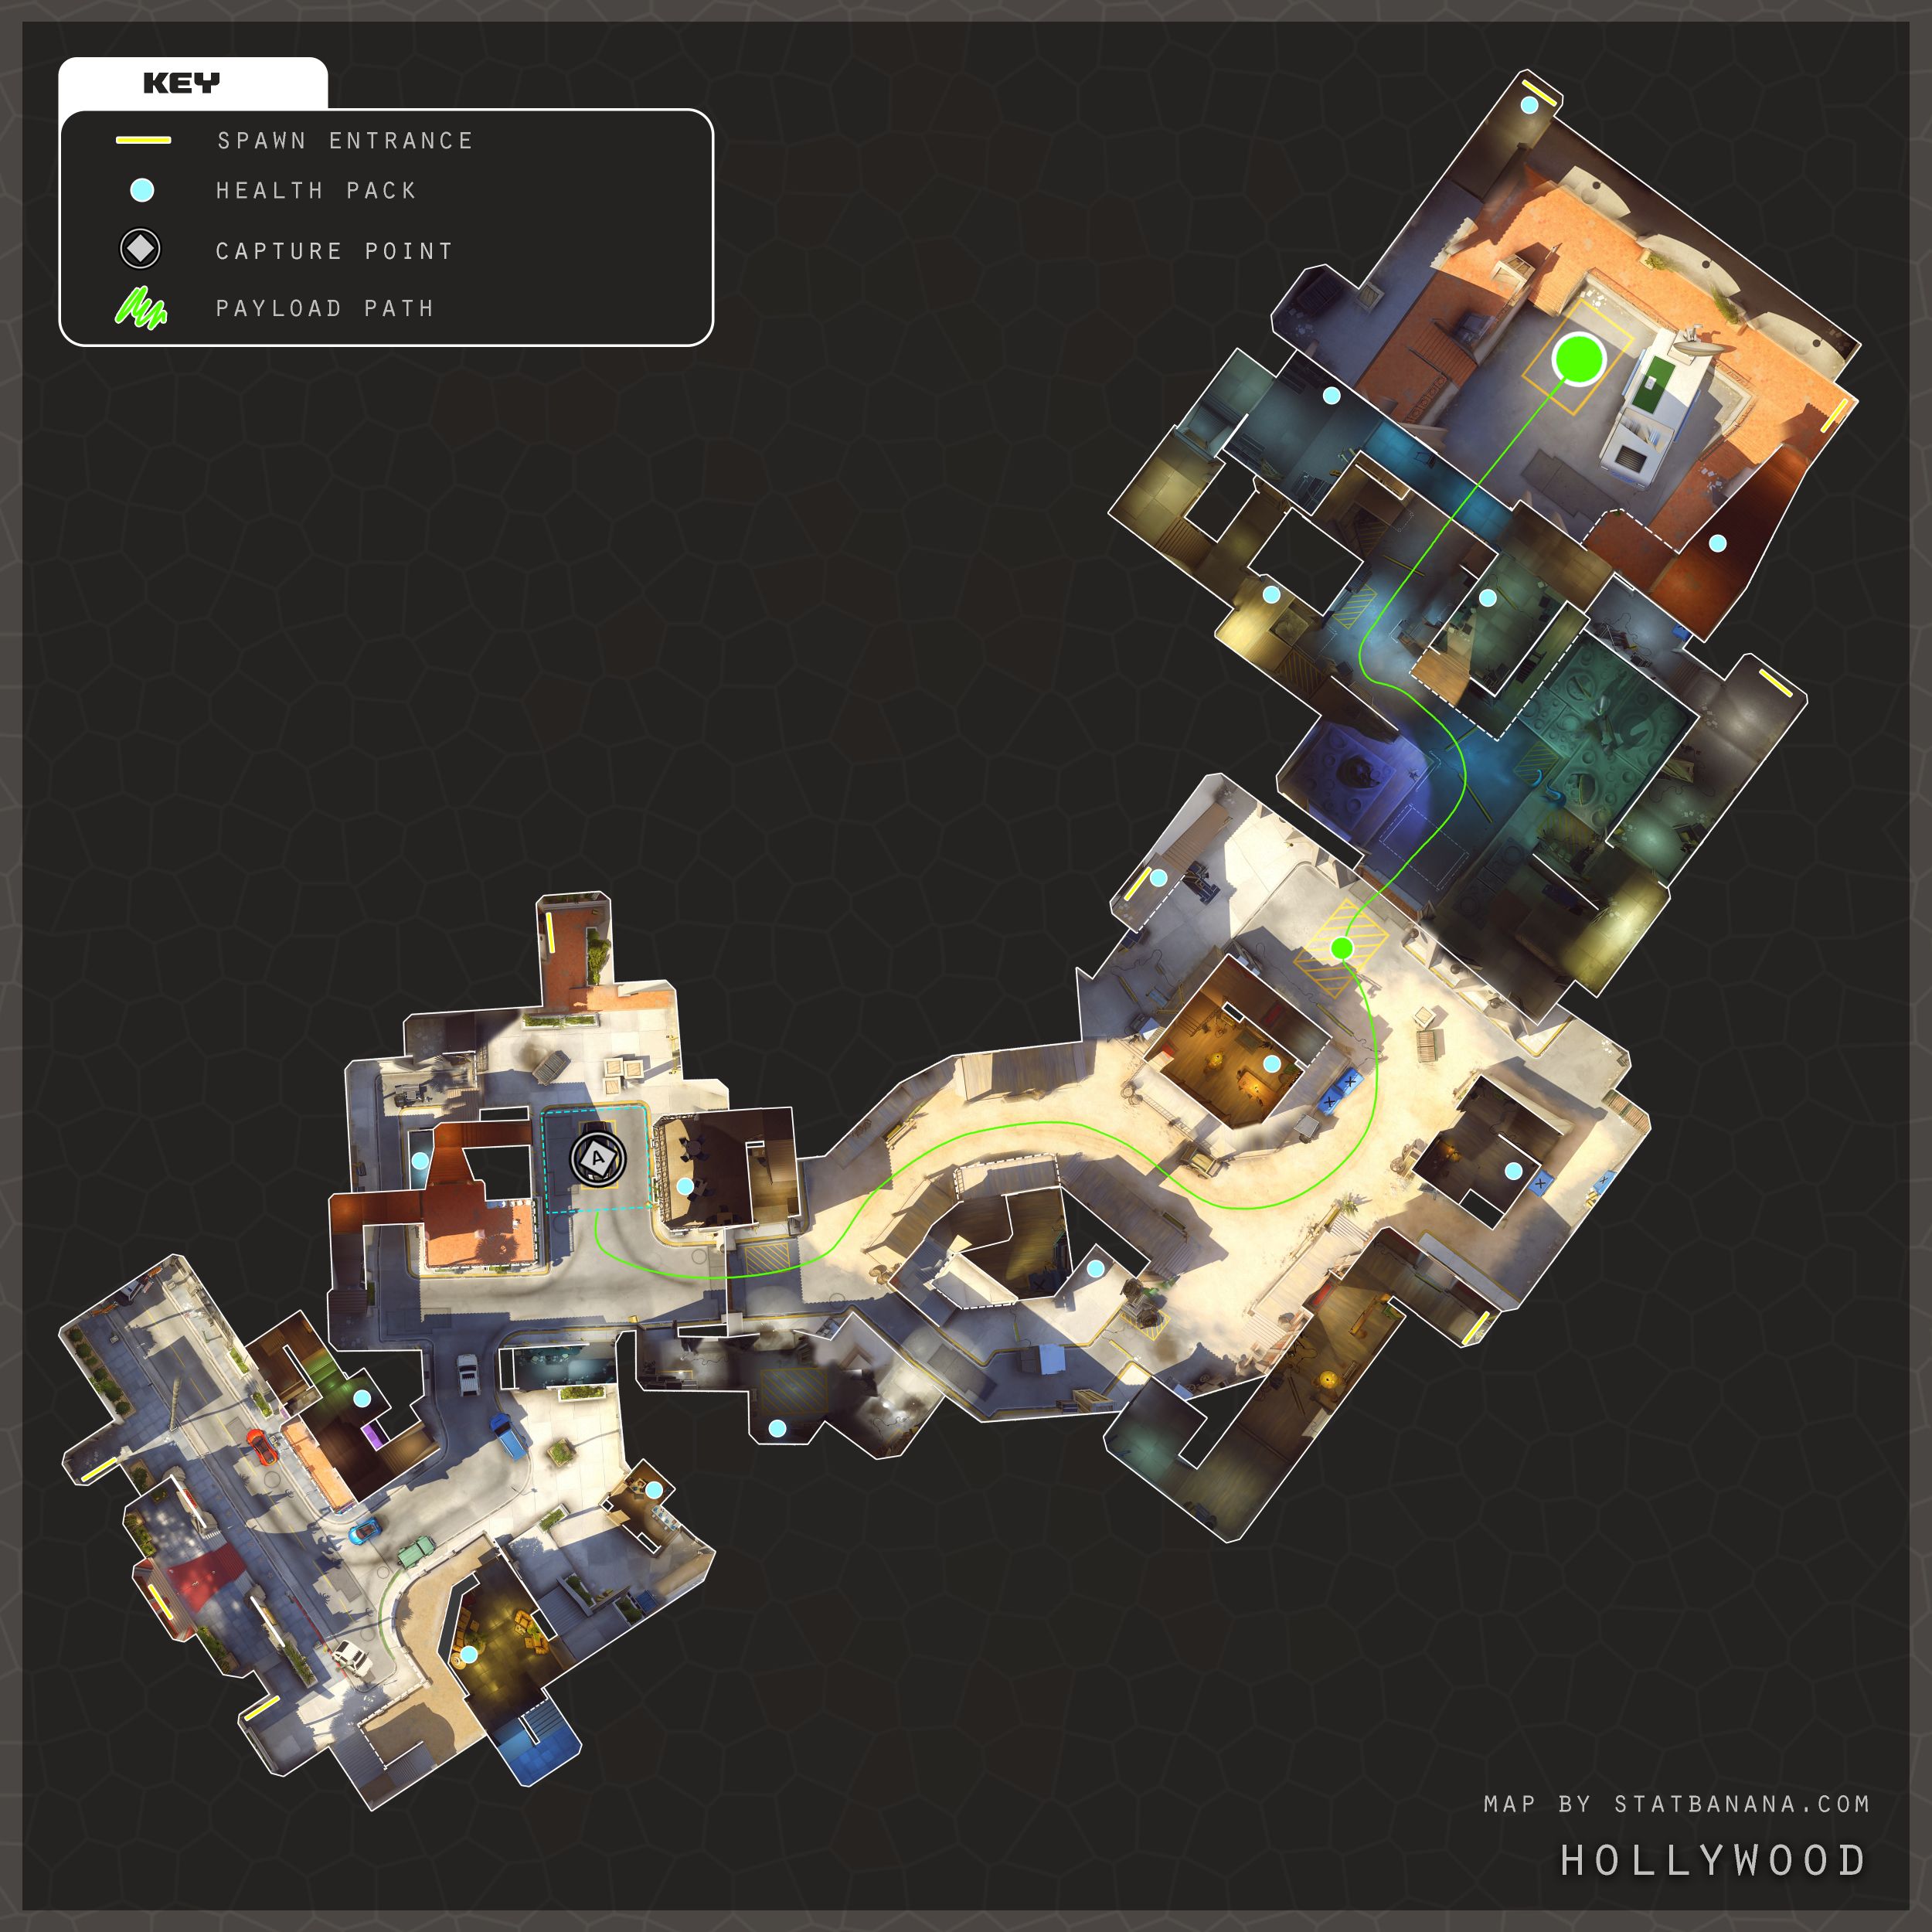 KEY
SPAWN ENTRANCE
HEALTH PACK
CAPTURE POINT
PAYLOAD PATH
A
MAP BY STATBANANA.COM
HOLLYWOOD